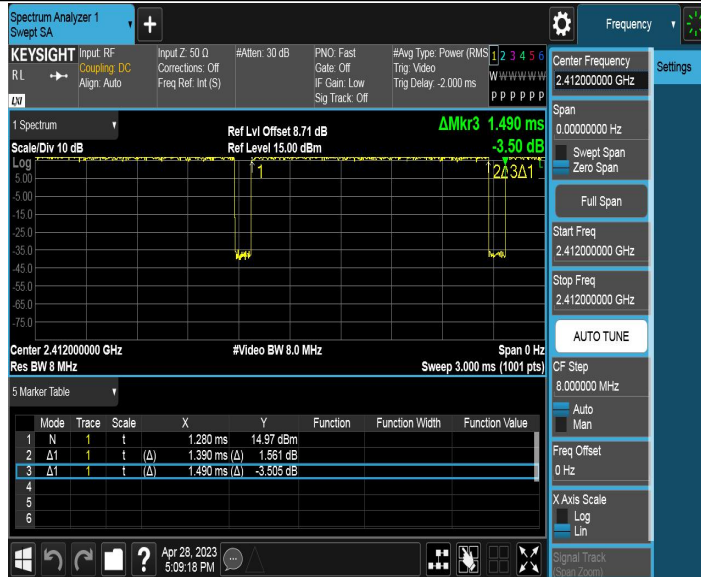 Spectrum Analyzer 1
Swept SA
Frequency
KEYSIGHT Input: RF Input Z: 50 Ω #Atten: 30 dB PNO: Fast #Avg Type: Power (RMS 1 2 3 4 5 6
RL Coupling: DC Corrections: Off Gate: Off Trig: Video W W W W W W
Align: Auto Freq Ref: Int (S) IF Gain: Low Trig Delay: -2.000 ms
LXI Sig Track: Off P P P P P P
Center Frequency
2.412000000 GHz
Settings
1 Spectrum Ref Lvl Offset 8.71 dB ΔMkr3 1.490 ms
Scale/Div 10 dB Ref Level 15.00 dBm -3.50 dB
Log
1 2Δ3Δ1
5.00
-5.00
-15.0
-25.0
-35.0
-45.0
-55.0
-65.0
-75.0
Center 2.412000000 GHz #Video BW 8.0 MHz Span 0 Hz
Res BW 8 MHz Sweep 3.000 ms (1001 pts)
Span
0.00000000 Hz
Swept Span
Zero Span
Full Span
Start Freq
2.412000000 GHz
Stop Freq
2.412000000 GHz
AUTO TUNE
CF Step
8.000000 MHz
Auto
Man
Freq Offset
0 Hz
X Axis Scale
Log
Lin
Signal Track
(Span Zoom)
5 Marker Table
Mode Trace Scale X Y Function Function Width Function Value
1 N 1 t 1.280 ms 14.97 dBm
2 Δ1 1 t (Δ) 1.390 ms (Δ) 1.561 dB
3 Δ1 1 t (Δ) 1.490 ms (Δ) -3.505 dB
4
5
6
? Apr 28, 2023
5:09:18 PM